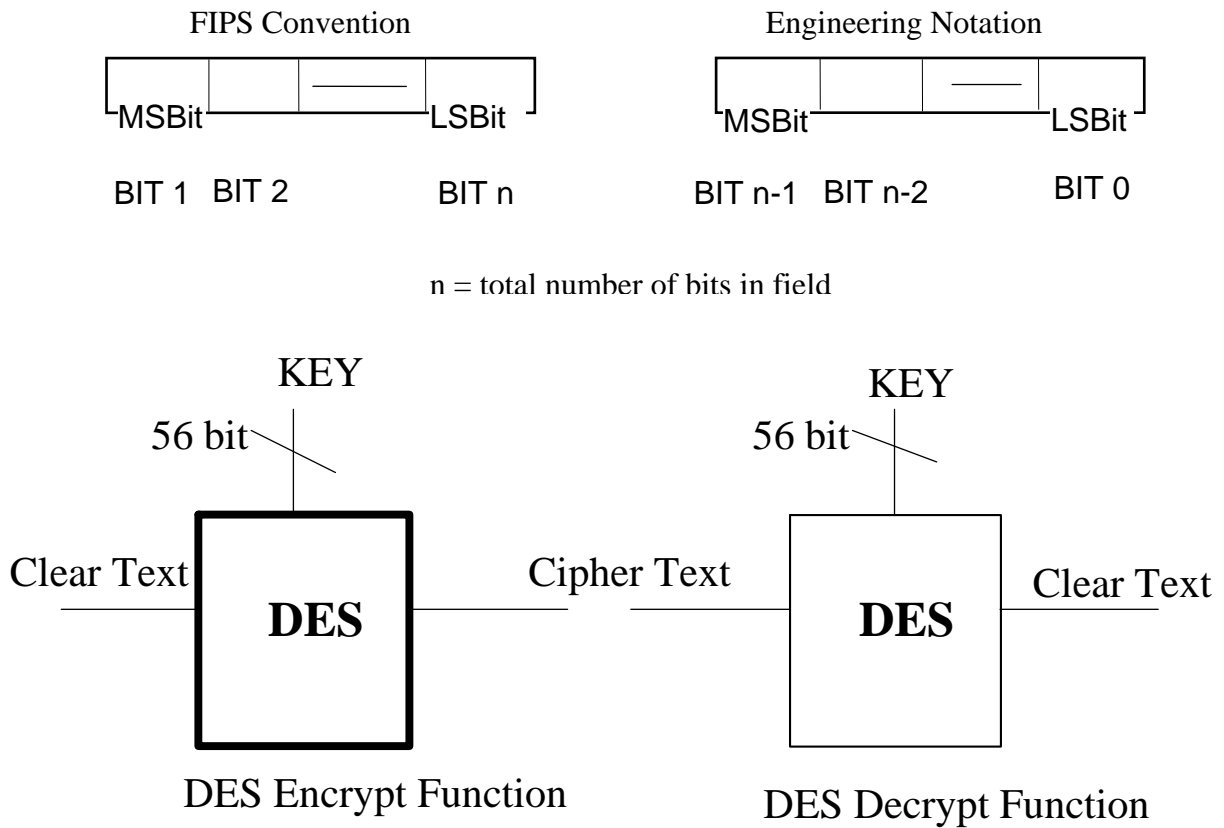 FIPS Convention
Engineering Notation
MSBit
LSBit
MSBit
LSBit
BIT 1 BIT 2 BIT n
BIT n-1 BIT n-2 BIT 0
n = total number of bits in field
KEY
56 bit
KEY
56 bit
Clear Text
DES
Cipher Text
DES
Clear Text
DES Encrypt Function
DES Decrypt Function